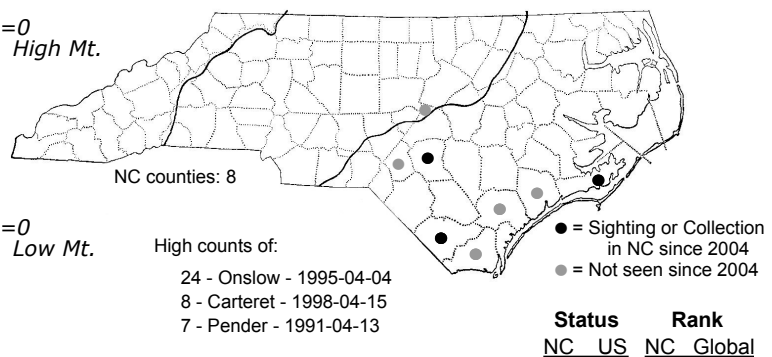 =0
High Mt.
NC counties: 8
=0
Low Mt.
High counts of:
24 - Onslow - 1995-04-04
8 - Carteret - 1998-04-15
7 - Pender - 1991-04-13
= Sighting or Collection
in NC since 2004
= Not seen since 2004
Status Rank
NC US NC Global